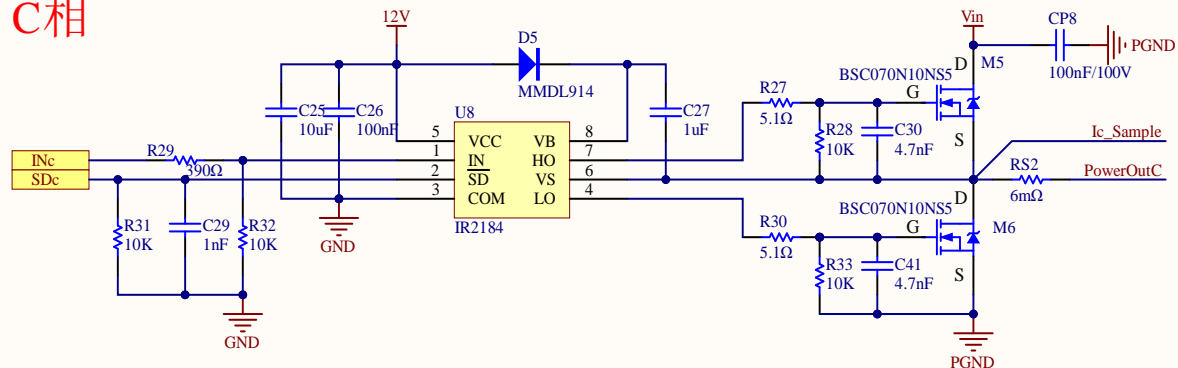 C相
12V
Vin
CP8
PGND
100nF/100V
D5
MMDL914
D
M5
BSC070N10NS5
G
S
R27
5.1Ω
R28
10K
C30
4.7nF
C25
10uF
C26
100nF
C27
1uF
U8
5 VCC VB 8
1 IN HO 7
2 SD VS 6
3 COM LO 4
IR2184
INc
SDc
R29
390Ω
Ic_Sample
RS2
6mΩ
PowerOutC
R31
10K
C29
1nF
R32
10K
GND
GND
R30
5.1Ω
R33
10K
C41
4.7nF
BSC070N10NS5
D
G
M6
S
PGND